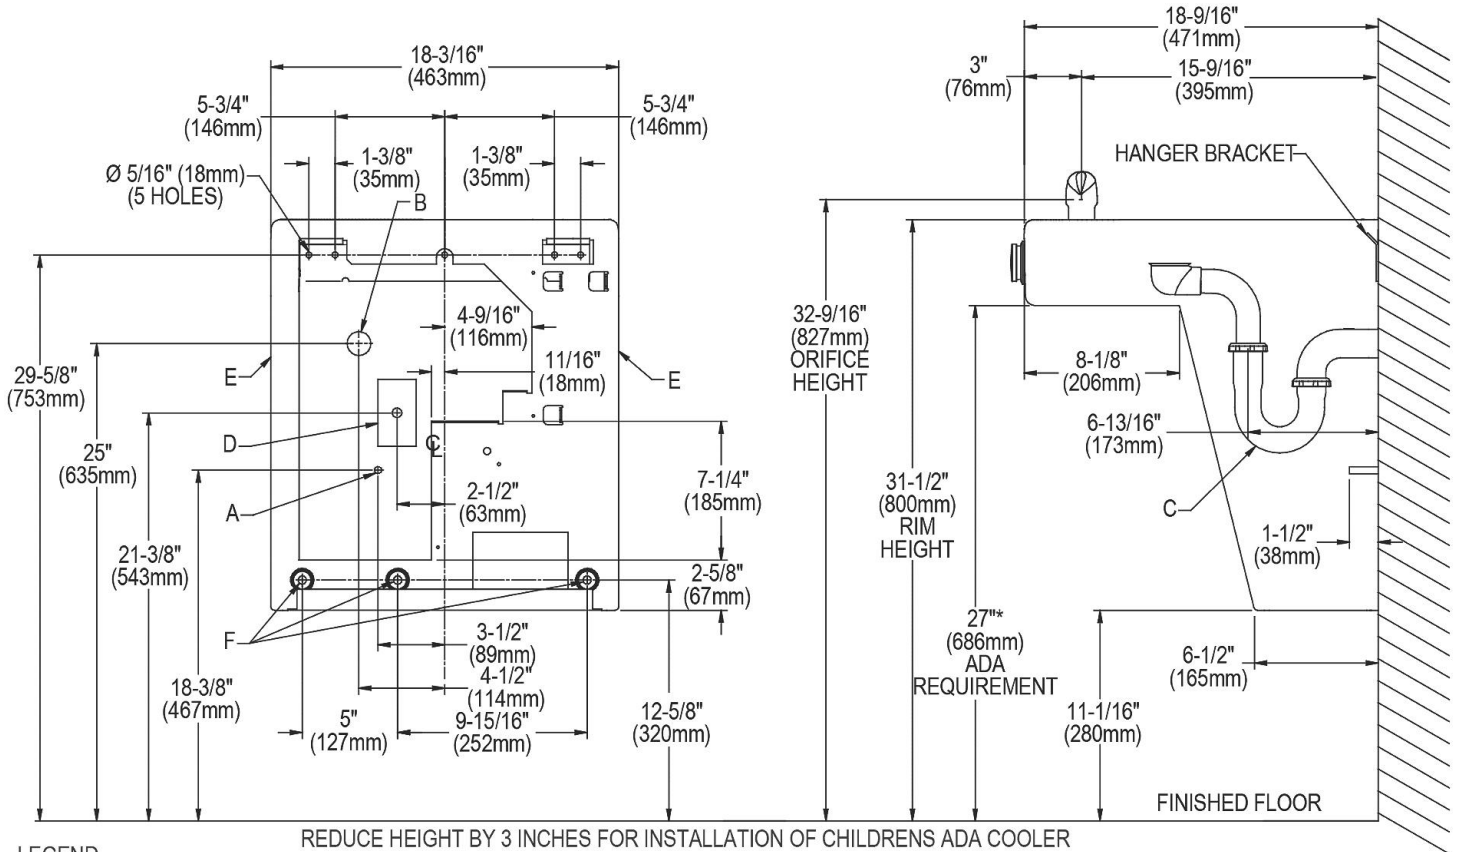 18-3/16"
(463mm)
5-3/4"
(146mm)
5-3/4"
(146mm)
1-3/8"
(35mm)
1-3/8"
(35mm)
Ø 5/16" (18mm)
(5 HOLES)
B
4-9/16"
(116mm)
11/16"
(18mm)
E
E
29-5/8"
(753mm)
D
CL
25"
(635mm)
A
2-1/2"
(63mm)
7-1/4"
(185mm)
21-3/8"
(543mm)
2-5/8"
(67mm)
F
3-1/2"
(89mm)
4-1/2"
(114mm)
18-3/8"
(467mm)
5"
(127mm)
9-15/16"
(252mm)
12-5/8"
(320mm)
18-9/16"
(471mm)
3"
(76mm)
15-9/16"
(395mm)
HANGER BRACKET
32-9/16"
(827mm)
ORIFICE
HEIGHT
8-1/8"
(206mm)
6-13/16"
(173mm)
31-1/2"
(800mm)
RIM
HEIGHT
C
1-1/2"
(38mm)
27"*
(686mm)
ADA
REQUIREMENT
6-1/2"
(165mm)
11-1/16"
(280mm)
FINISHED FLOOR
REDUCE HEIGHT BY 3 INCHES FOR INSTALLATION OF CHILDRENS ADA COOLER
LEGEND